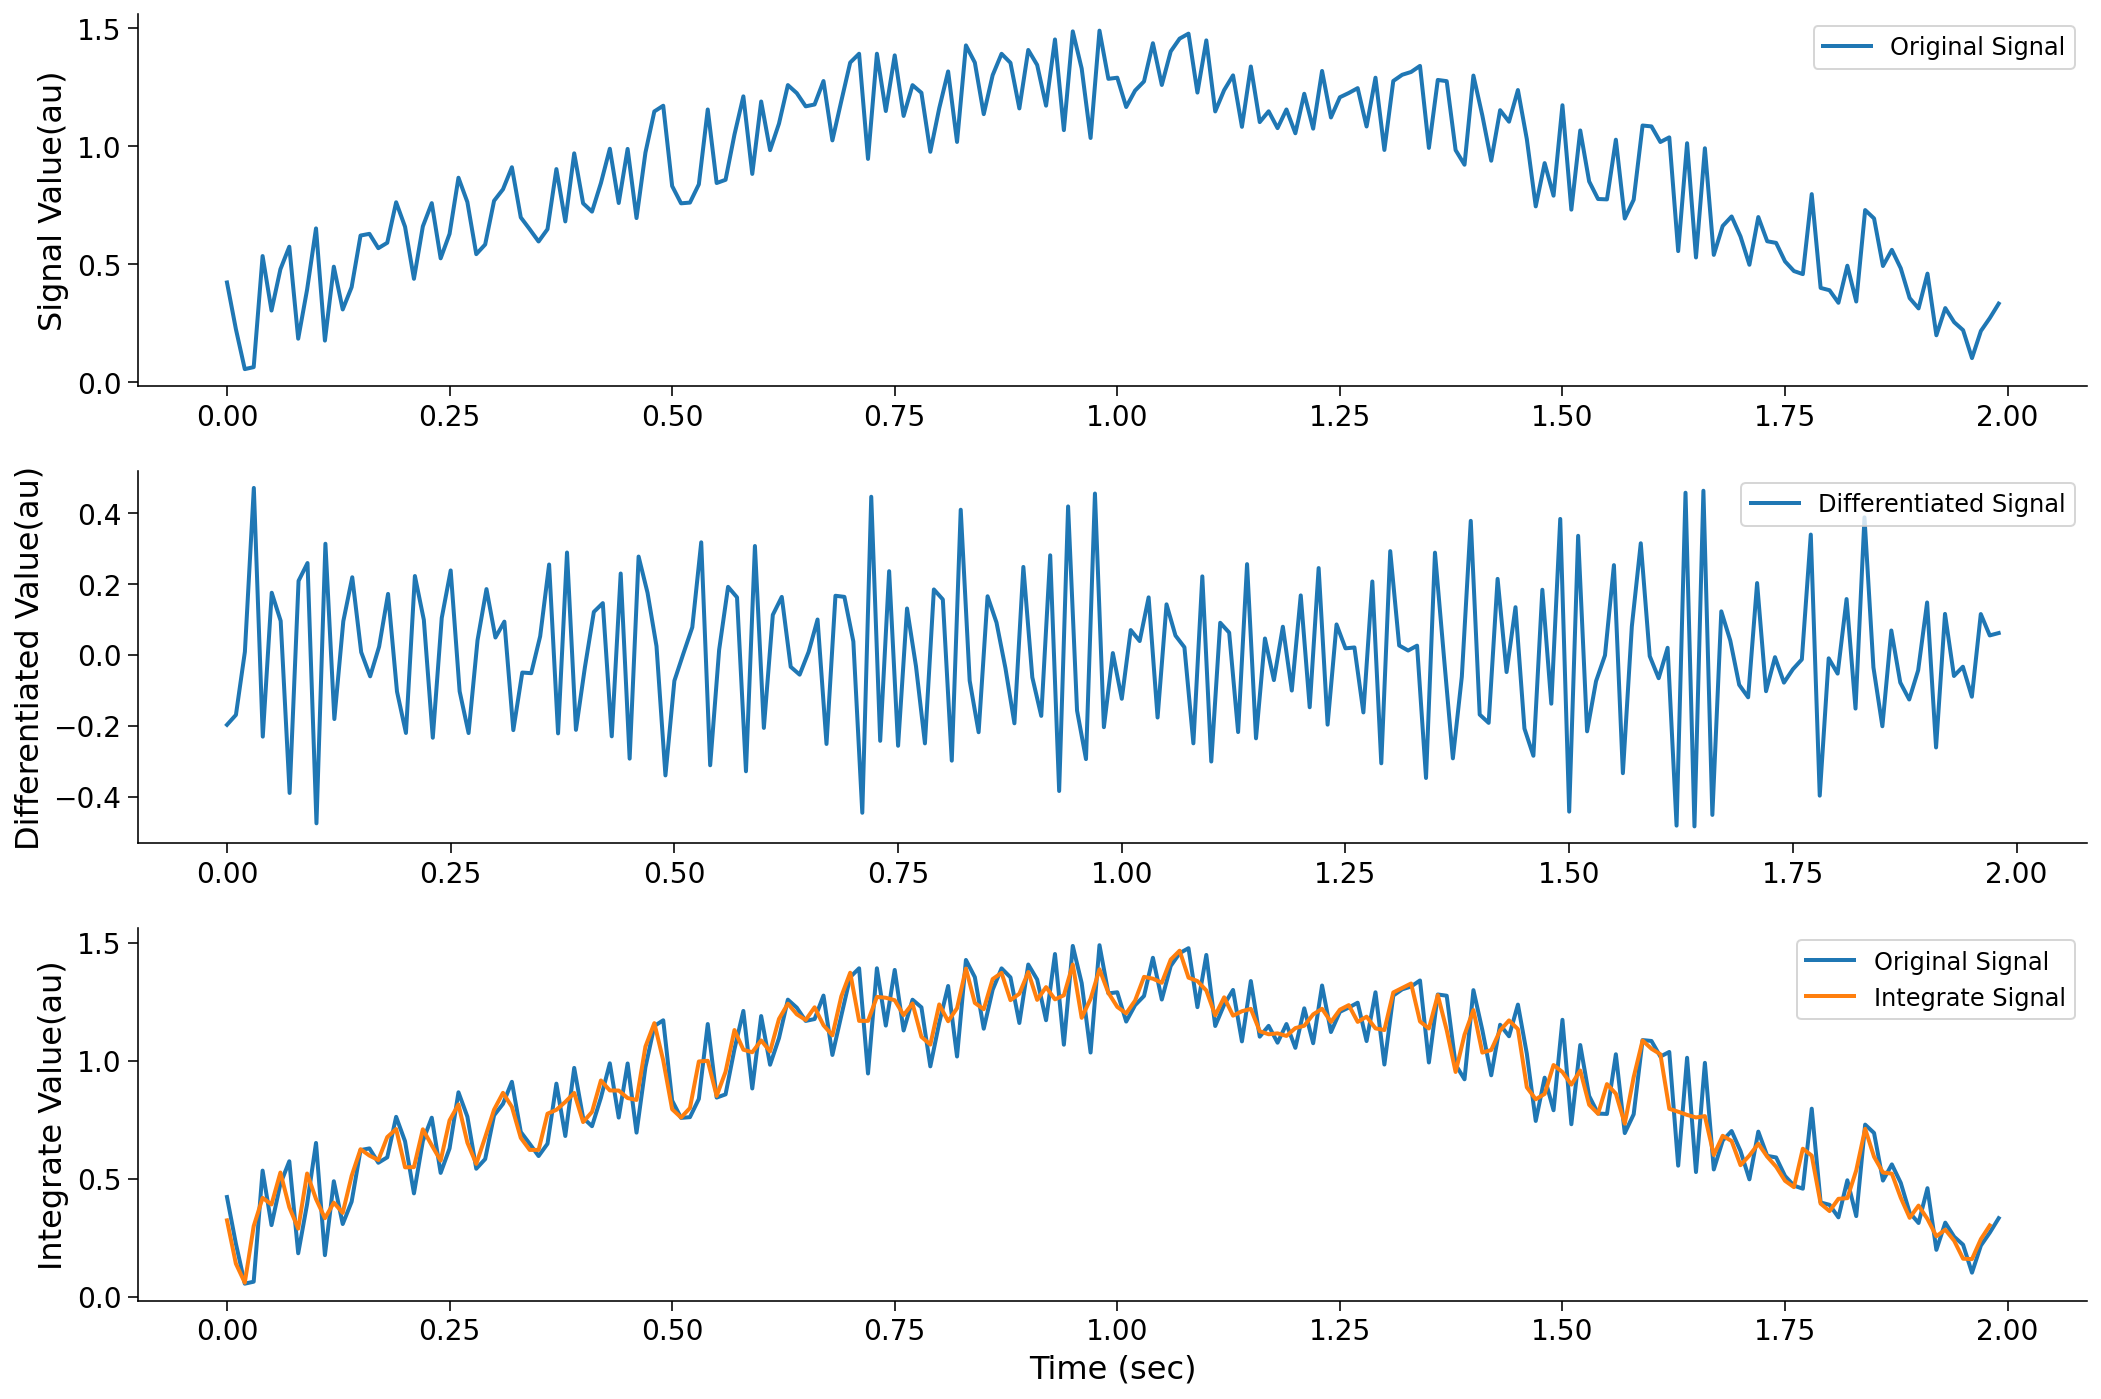 Signal Value(au)
1.5
1.0
0.5
0.0
Original Signal
0.00 0.25 0.50 0.75 1.00 1.25 1.50 1.75 2.00
Differentiated Value(au)
0.4
0.2
0.0
−0.2
−0.4
Differentiated Signal
0.00 0.25 0.50 0.75 1.00 1.25 1.50 1.75 2.00
Integrate Value(au)
1.5
1.0
0.5
0.0
Original Signal
Integrate Signal
0.00 0.25 0.50 0.75 1.00 1.25 1.50 1.75 2.00
Time (sec)